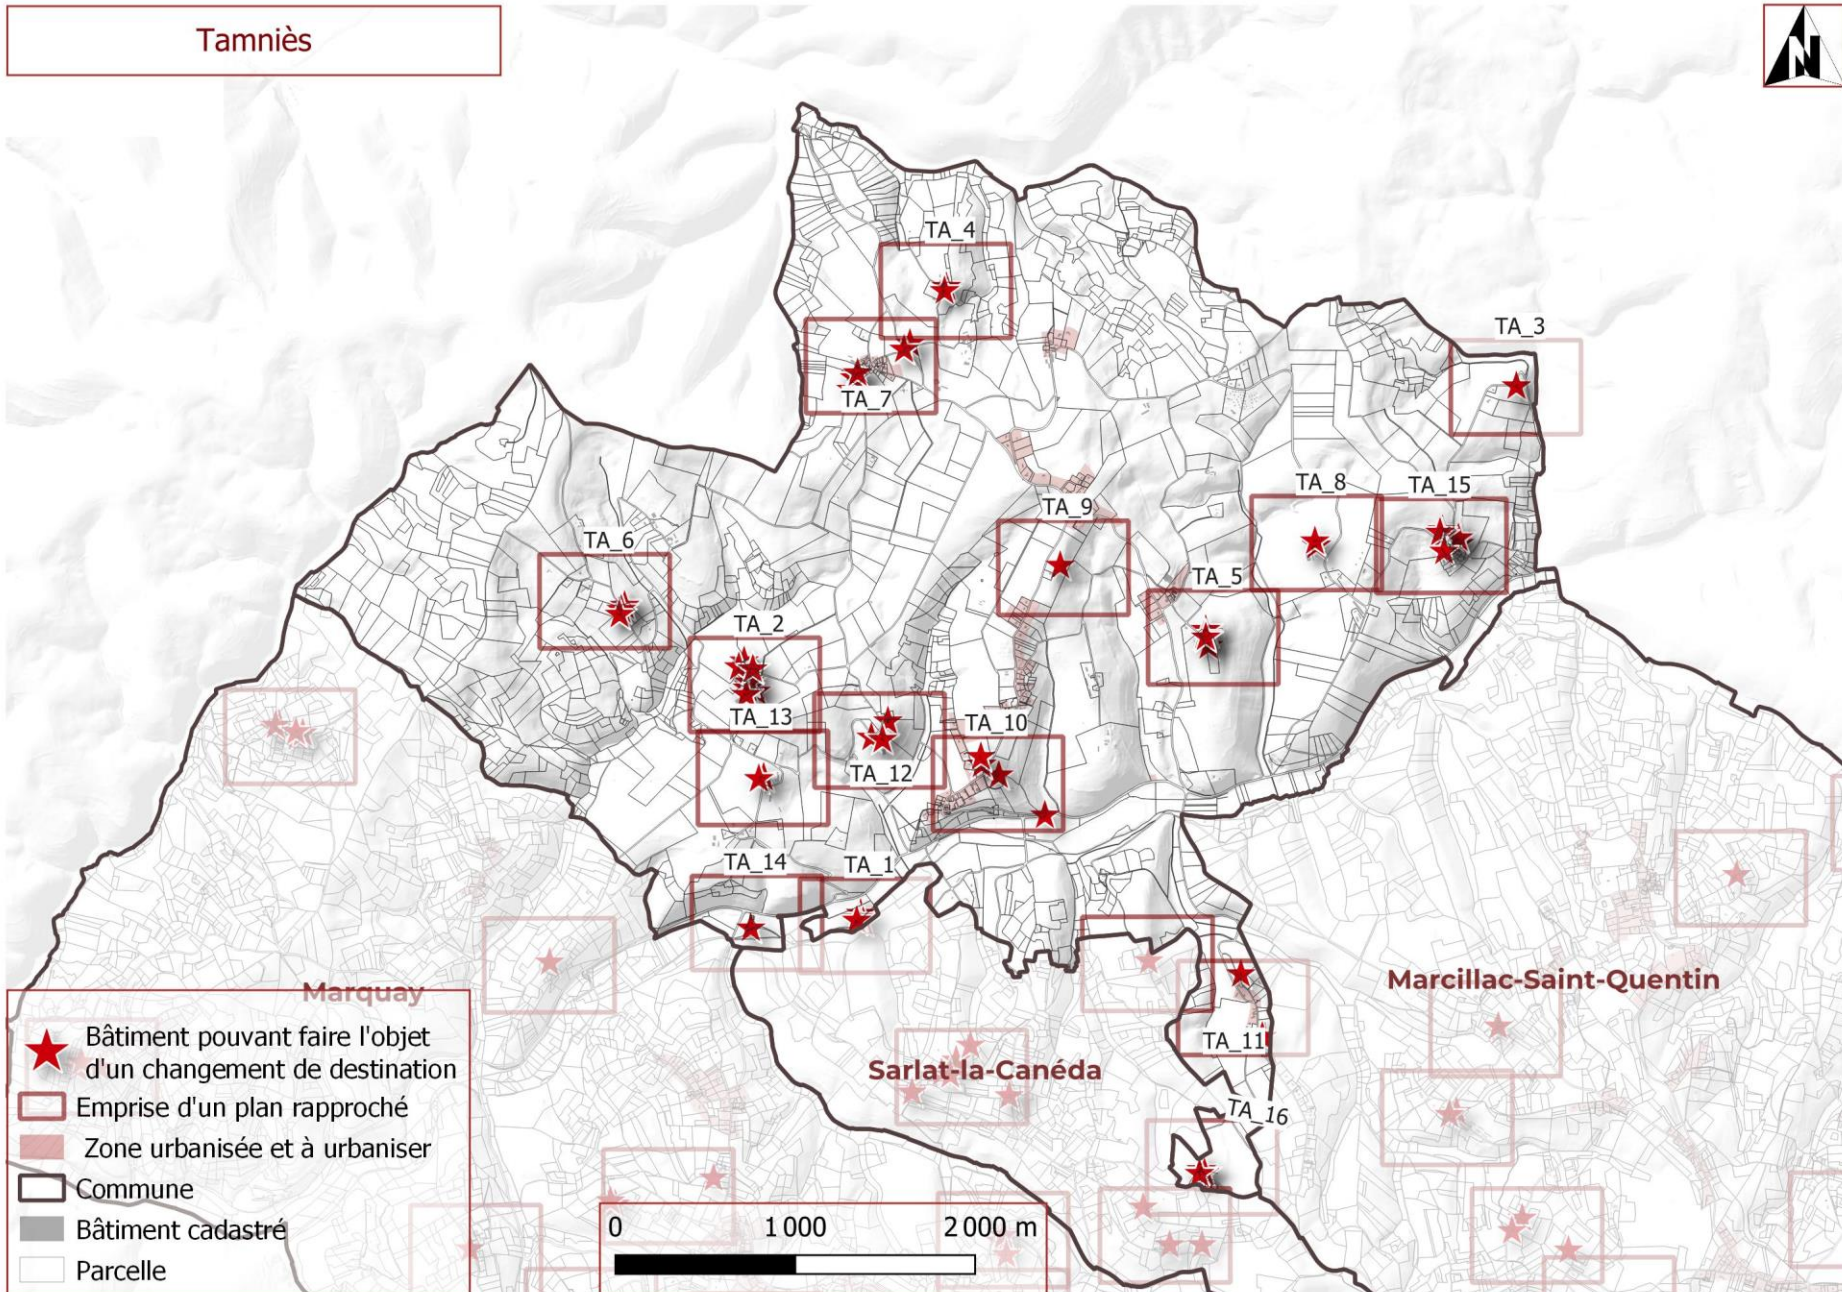 Tamniès
N
TA_4
TA_3
TA_7
TA_8
TA_15
TA_9
TA_6
TA_5
TA_2
TA_13
TA_10
TA_12
TA_14
TA_1
Marquay
Marcillac-Saint-Quentin
TA_11
Sarlat-la-Canéda
TA_16
Bâtiment pouvant faire l'objet
d'un changement de destination
Emprise d'un plan rapproché
Zone urbanisée et à urbaniser
Commune
Bâtiment cadastré
Parcelle
0 1 000 2 000 m